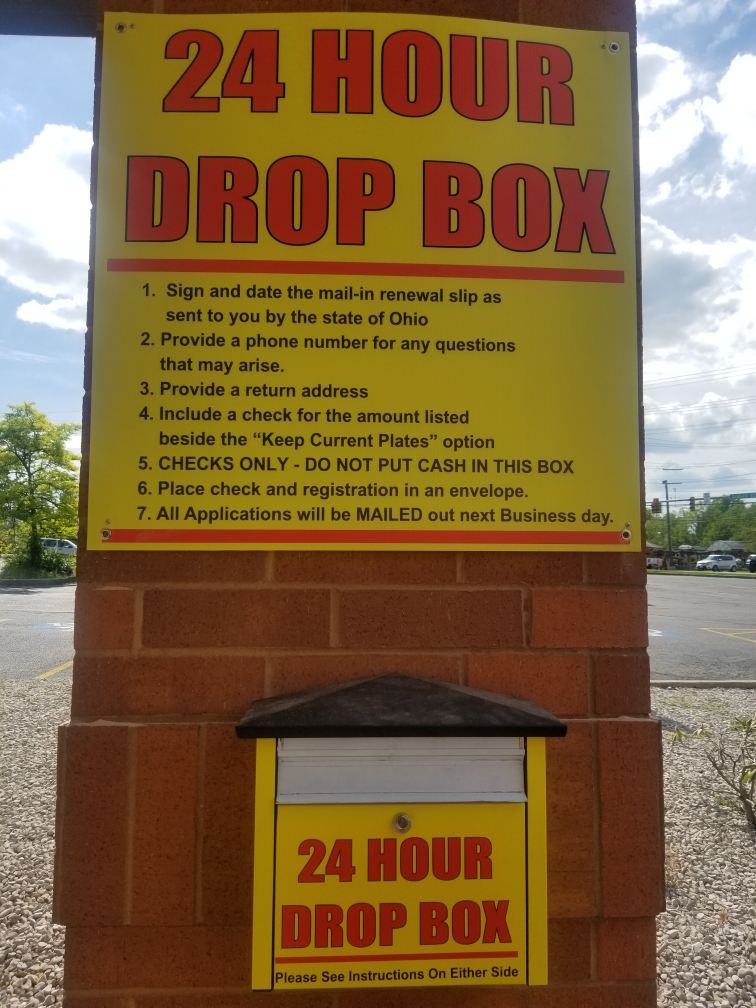 24 HOUR
DROP BOX
1. Sign and date the mail-in renewal slip as
sent to you by the state of Ohio
2. Provide a phone number for any questions
that may arise.
3. Provide a return address
4. Include a check for the amount listed
beside the “Keep Current Plates” option
5. CHECKS ONLY - DO NOT PUT CASH IN THIS BOX
6. Place check and registration in an envelope.
7. All Applications will be MAILED out next Business day.
24 HOUR
DROP BOX
Please See Instructions On Either Side